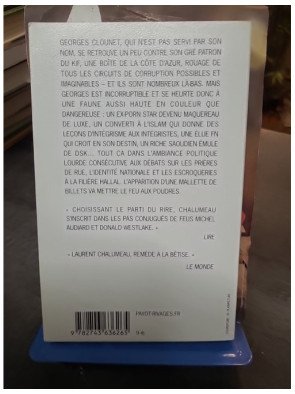 GEORGES CLOUNET, QUI N'EST PAS SERVI PAR SON
NOM, SE RETROUVE UN PEU CONTRE SON GRÉ PATRON
DU KIF, UNE BOÎTE DE LA CÔTE D'AZUR, ROUAGE DE
TOUS LES CIRCUITS DE CORRUPTION POSSIBLES ET
IMAGINABLES – ET ILS SONT NOMBREUX LÀ-BAS. MAIS
GEORGES EST INCORRUPTIBLE ET SE HEURTE DONC À
UNE FAUNE AUSSI HAUTE EN COULEUR QUE
DANGEREUSE : UN EX-PORN STAR DEVENU MAQUEREAU
DE LUXE, UN CONVERTI À L'ISLAM QUI DONNE DES
LEÇONS D'INTÉGRISME AUX INTÉGRISTES, UNE ÉLUE FN
QUI CROIT EN SON DESTIN, UN RICHE SAOUDIEN ÉMULE
DE DSK... TOUT ÇA DANS L'AMBIANCE POLITIQUE
LOURDE CONSÉCUTIVE AUX DÉBATS SUR LES PRIÈRES
DE RUE, L'IDENTITÉ NATIONALE ET LES ESCROQUERIES
À LA FILIÈRE HALLAL. L'APPARITION D'UNE MALLETTE DE
BILLETS VA METTRE LE FEU AUX POUDRES.
« CHOISISSANT LE PARTI DU RIRE, CHALUMEAU
S'INSCRIT DANS LES PAS CONJUGUÉS DE FEUS MICHEL
AUDIARD ET DONALD WESTLAKE. »
LIRE
« LAURENT CHALUMEAU, REMÈDE À LA BÊTISE. »
LE MONDE
PAYOT-RIVAGES.FR
9 782743 636265